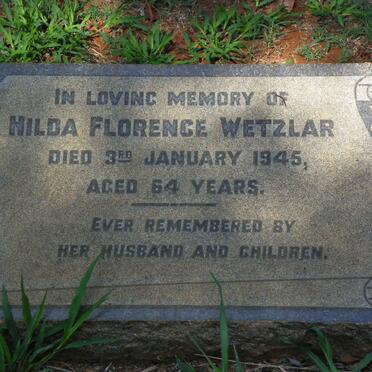 IN LOVING MEMORY OF
HILDA FLORENCE WETZLAR
DIED 3RD JANUARY 1945,
AGED 64 YEARS.
EVER REMEMBERED BY
HER HUSBAND AND CHILDREN.